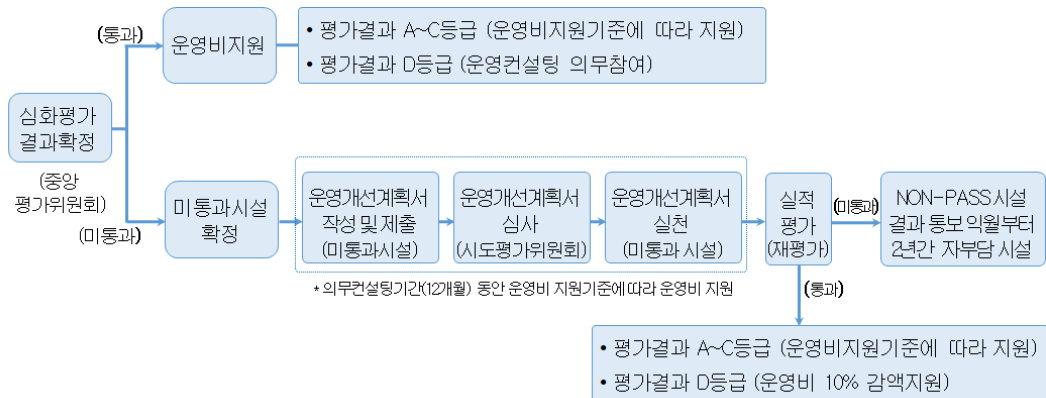 (통과)
운영비지원
• 평가결과 A~C등급 (운영비지원기준에 따라 지원)
• 평가결과 D등급 (운영컨설팅 의무참여)
심화평가
결과확정
(중앙
평가위원회)
(미통과)
미통과시설
확정
운영개선계획서
작성 및 제출
(미통과시설)
운영개선계획서
심사
(시도평가위원회)
운영개선계획서
실천
(미통과 시설)
* 의무컨설팅기간(12개월) 동안 운영비 지원기준에 따라 운영비 지원
실적
평가
(재평가)
(미통과)
NON-PASS 시설
결과 통보 익월부터
2년간 자부담 시설
(통과)
• 평가결과 A~C등급 (운영비지원기준에 따라 지원)
• 평가결과 D등급 (운영비 10% 감액지원)